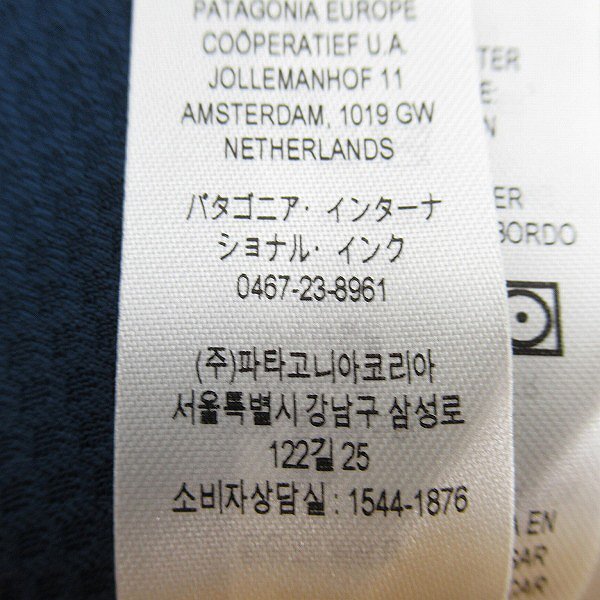 PATAGONIA EUROPE
COÖPERATIEF U.A.
JOLLEMANHOF 11
AMSTERDAM, 1019 GW
NETHERLANDS
パタゴニア・インターナ
ショナル・インク
0467-23-8961
(주)파타고니아코리아
서울특별시 강남구 삼성로
122길 25
소비자상담실 : 1544-1876
BORDO
EN